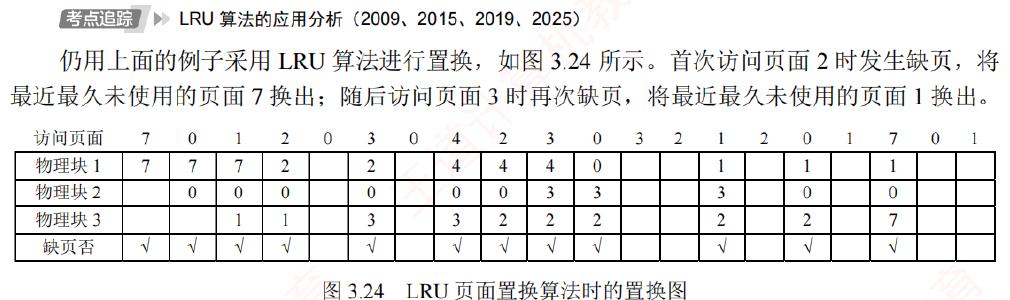 考点追踪 LRU 算法的应用分析(2009、2015、2019、2025)
仍用上面的例子采用 LRU 算法进行置换,如图 3.24 所示。首次访问页面 2 时发生缺页,将
最近最久未使用的页面 7 换出;随后访问页面 3 时再次缺页,将最近最久未使用的页面 1 换出。
访问页面 7 0 1 2 0 3 0 4 2 3 0 3 2 1 2 0 1 7 0 1
物理块 1 7 7 7 2 2 4 4 4 0 1 1 1
物理块 2 0 0 0 0 0 0 3 3 3 0 0
物理块 3 1 1 3 3 2 2 2 2 2 7
缺页否 √ √ √ √ √ √ √ √ √ √ √ √
图 3.24 LRU 页面置换算法时的置换图